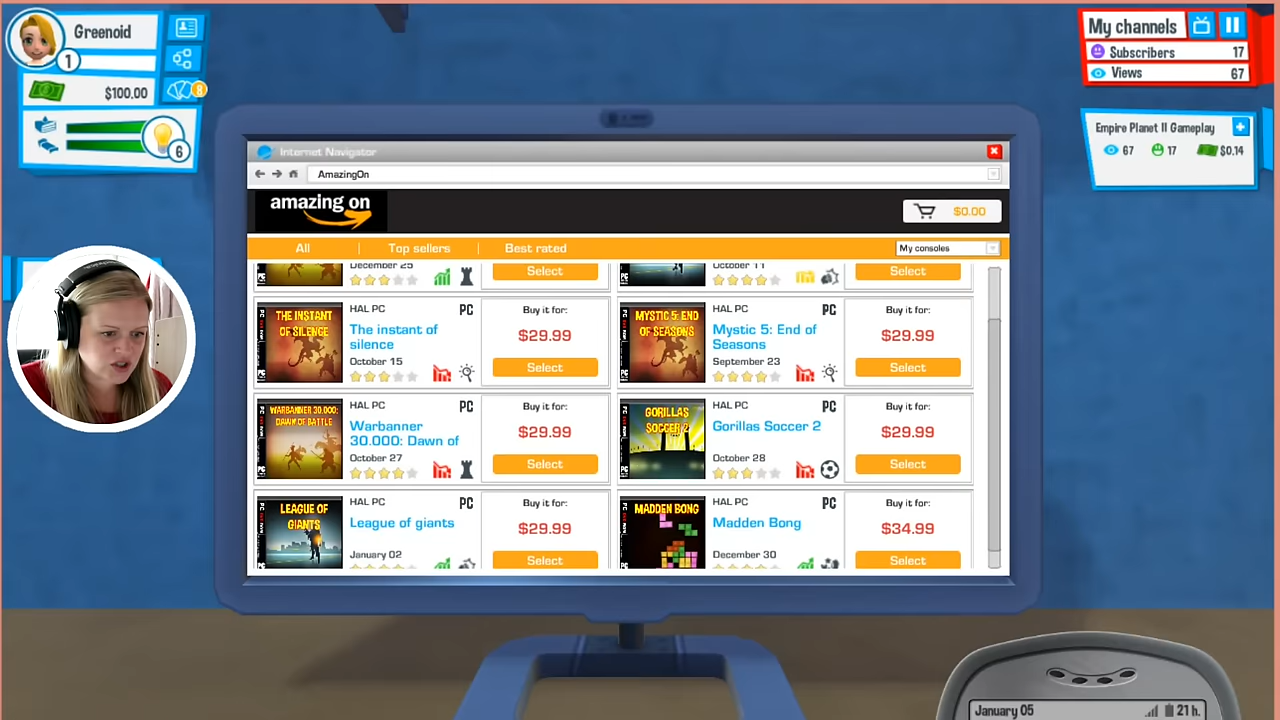 Greenoid
1
$100.00
8
6
My channels
Subscribers 17
Views 67
Empire Planet II Gameplay
67 17 $0.14
Internet Navigator
AmazingOn
amazing on
$0.00
All Top sellers Best rated
My consoles
December 25
Select
October 11
Select
THE INSTANT
OF SILENCE
HAL PC PC
The instant of
silence
October 15
Buy it for:
$29.99
Select
MYSTIC 5: END
OF SEASONS
HAL PC PC
Mystic 5: End of
Seasons
September 23
Buy it for:
$29.99
Select
WARBANNER 30.000:
DAWN OF BATTLE
HAL PC PC
Warbanner
30.000: Dawn of
October 27
Buy it for:
$29.99
Select
GORILLAS
SOCCER 2
HAL PC PC
Gorillas Soccer 2
October 28
Buy it for:
$29.99
Select
LEAGUE OF
GIANTS
HAL PC PC
League of giants
January 02
Buy it for:
$29.99
Select
MADDEN BONG
HAL PC PC
Madden Bong
December 30
Buy it for:
$34.99
Select
January 05 21 h.